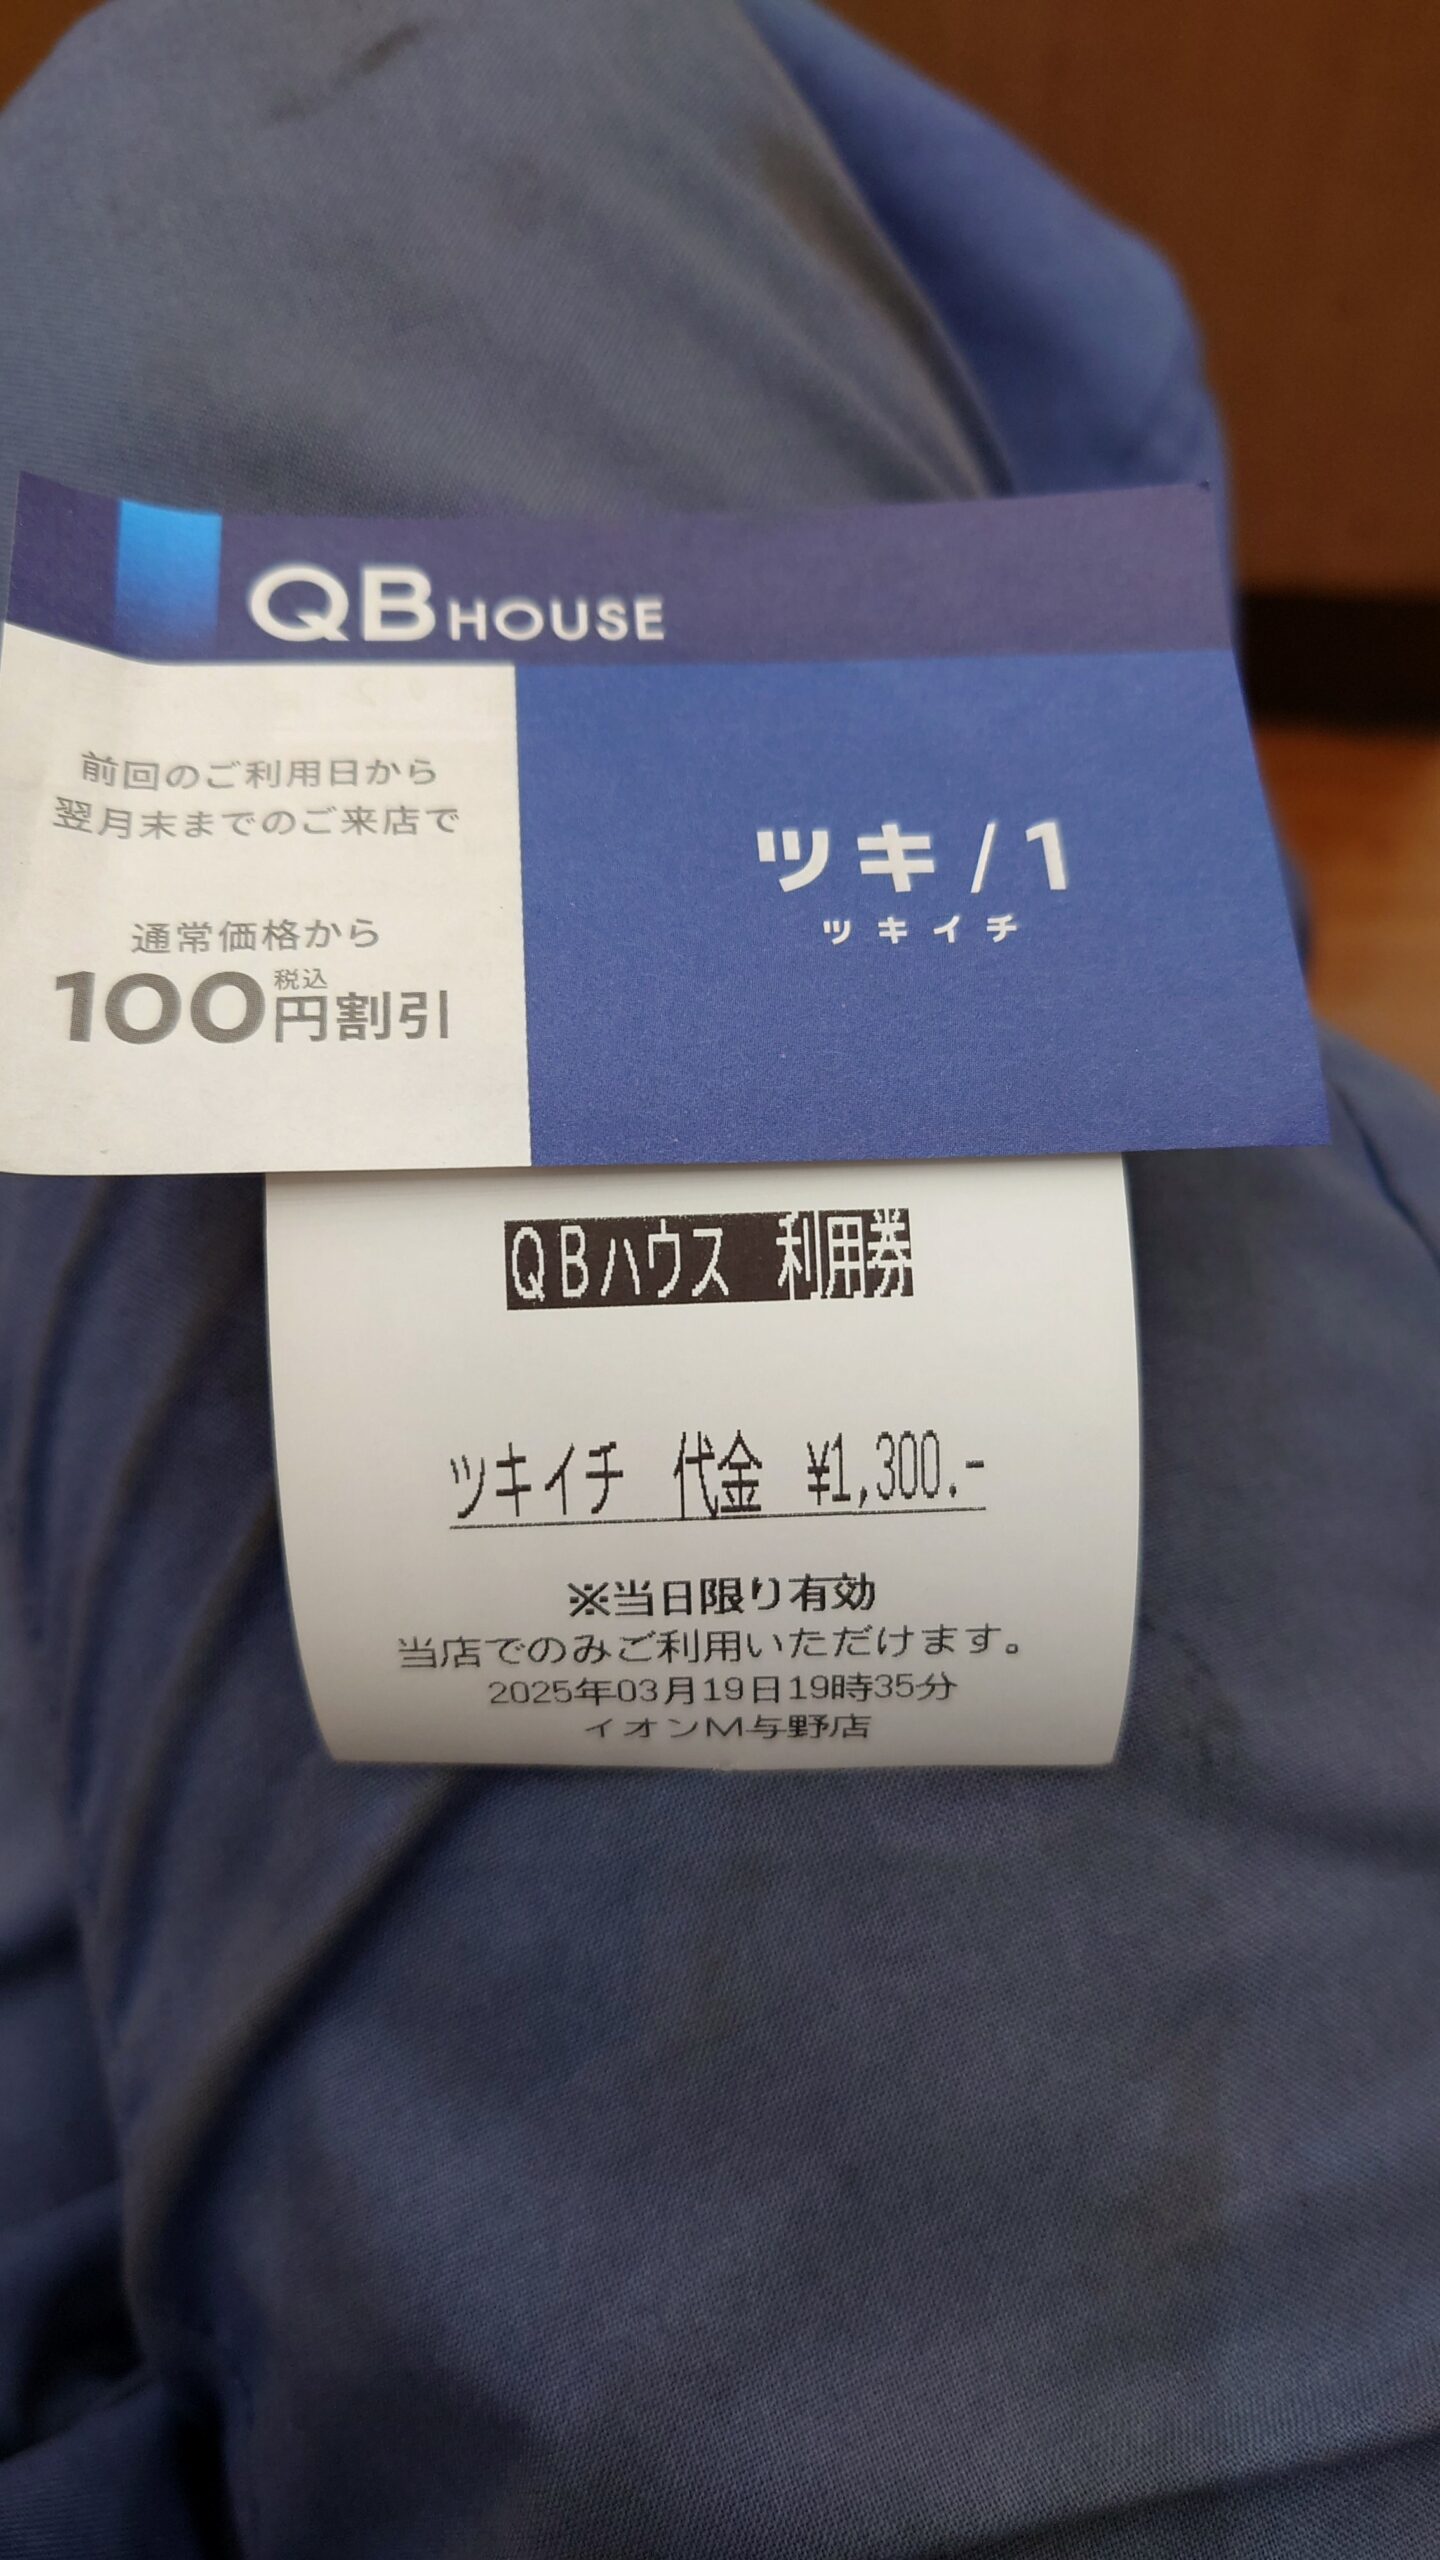 QB HOUSE
前回のご利用日から
翌月末までのご来店で
通常価格から
100円税込割引
ツキ/1
ツキイチ
QBハウス 利用券
ツキイチ 代金 ¥1,300.-
※当日限り有効
当店でのみご利用いただけます。
2025年03月19日19時35分
イオンM与野店